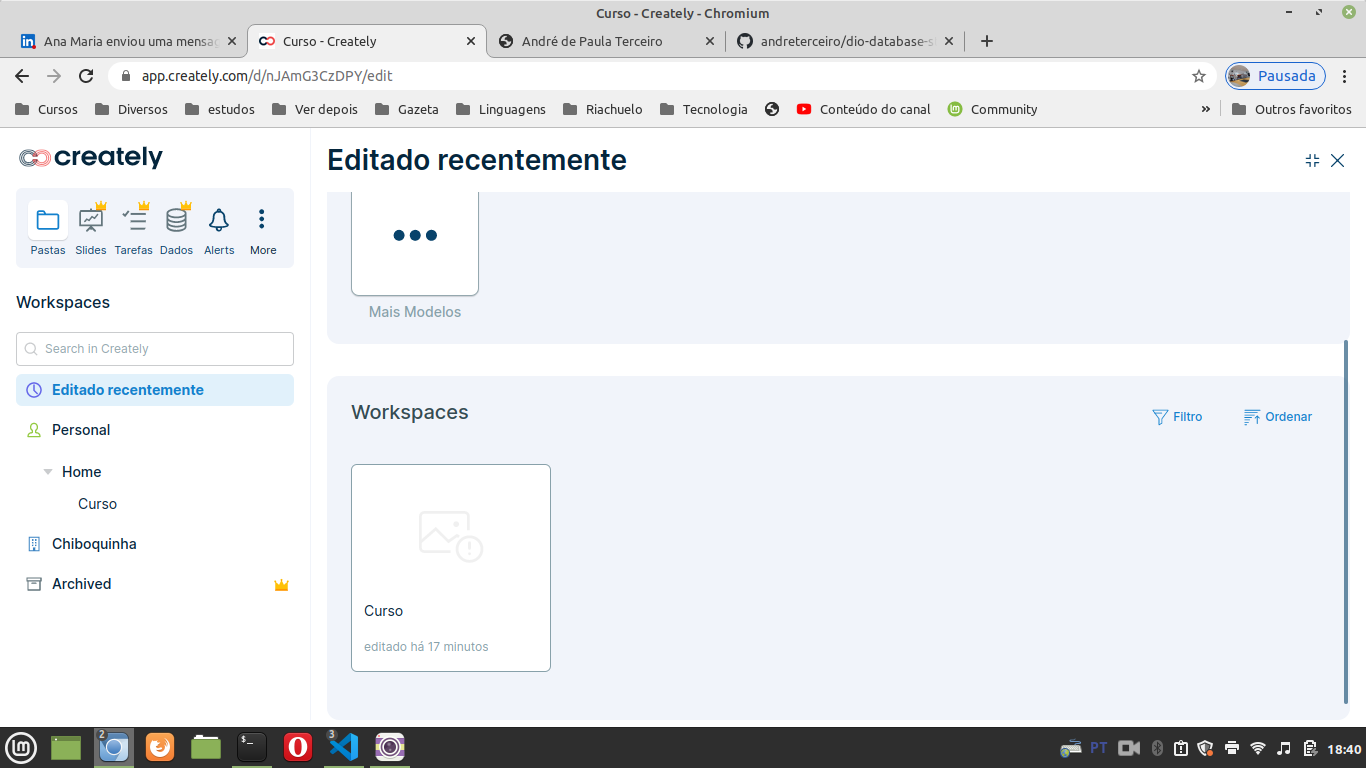 Curso - Creately - Chromium
Ana Maria enviou uma mensag
Curso - Creately
André de Paula Terceiro
andreterceiro/dio-database-s
app.creately.com/d/nJAmG3CzDPY/edit
Pausada
Cursos
Diversos
estudos
Ver depois
Gazeta
Linguagens
Riachuelo
Tecnologia
Conteúdo do canal
Community
»
Outros favoritos
creately
Pastas
Slides
Tarefas
Dados
Alerts
More
Workspaces
Search in Creately
Editado recentemente
Personal
Home
Curso
Chiboquinha
Archived
Editado recentemente
Mais Modelos
Workspaces
Filtro
Ordenar
Curso
editado há 17 minutos
2
$_
3
PT
18:40